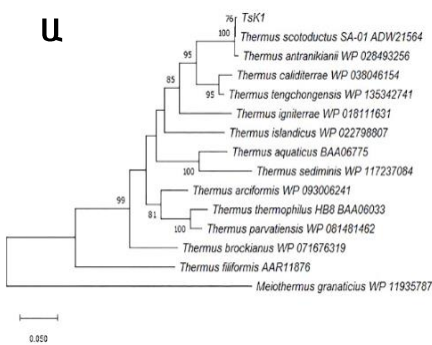 ɰ
76 TsK1
100 Thermus scotoductus SA-01 ADW21564
95 Thermus antranikianii WP 028493256
Thermus caliditerrae WP 038046154
85 95 Thermus tengchongensis WP 135342741
Thermus igniterrae WP 018111631
Thermus islandicus WP 022798807
Thermus aquaticus BAA06775
100 Thermus sediminis WP 117237084
Thermus arciformis WP 093006241
99 81 Thermus thermophilus HB8 BAA06033
100 Thermus parvatiensis WP 081481462
Thermus brockianus WP 071676319
Thermus filiformis AAR11876
Meiothermus granaticius WP 11935787
0.050